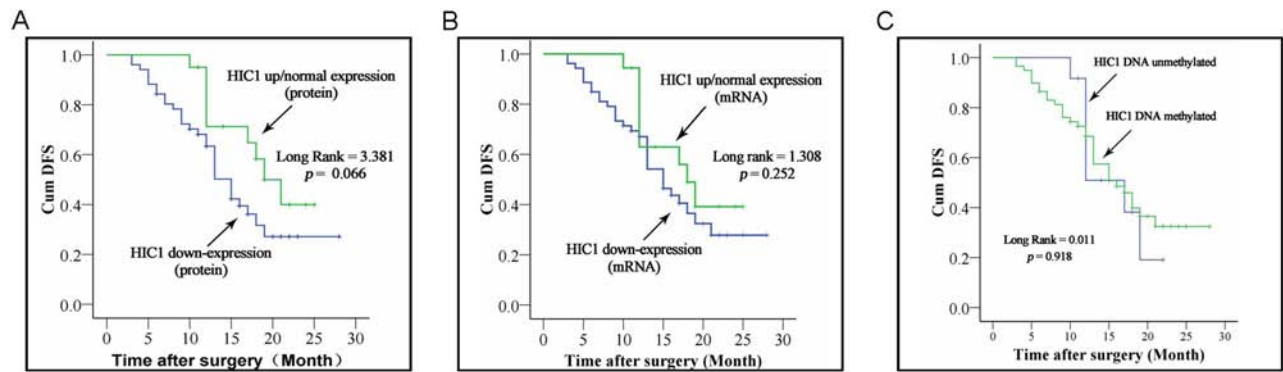 A
1.0
0.8
0.6
0.4
0.2
0.0
Cum DFS
HIC1 up/normal expression
(protein)
Long Rank = 3.381
p = 0.066
HIC1 down-expression
(protein)
0 5 10 15 20 25 30
Time after surgery（Month）
B
1.0
0.8
0.6
0.4
0.2
0.0
Cum DFS
HIC1 up/normal expression
(mRNA)
Long rank = 1.308
p = 0.252
HIC1 down-expression
(mRNA)
0 5 10 15 20 25 30
Time after surgery (Month)
C
1.0
0.8
0.6
0.4
0.2
0.0
Cum DFS
HIC1 DNA unmethylated
HIC1 DNA methylated
Long Rank = 0.011
p = 0.918
0 5 10 15 20 25 30
Time after surgery (Month)